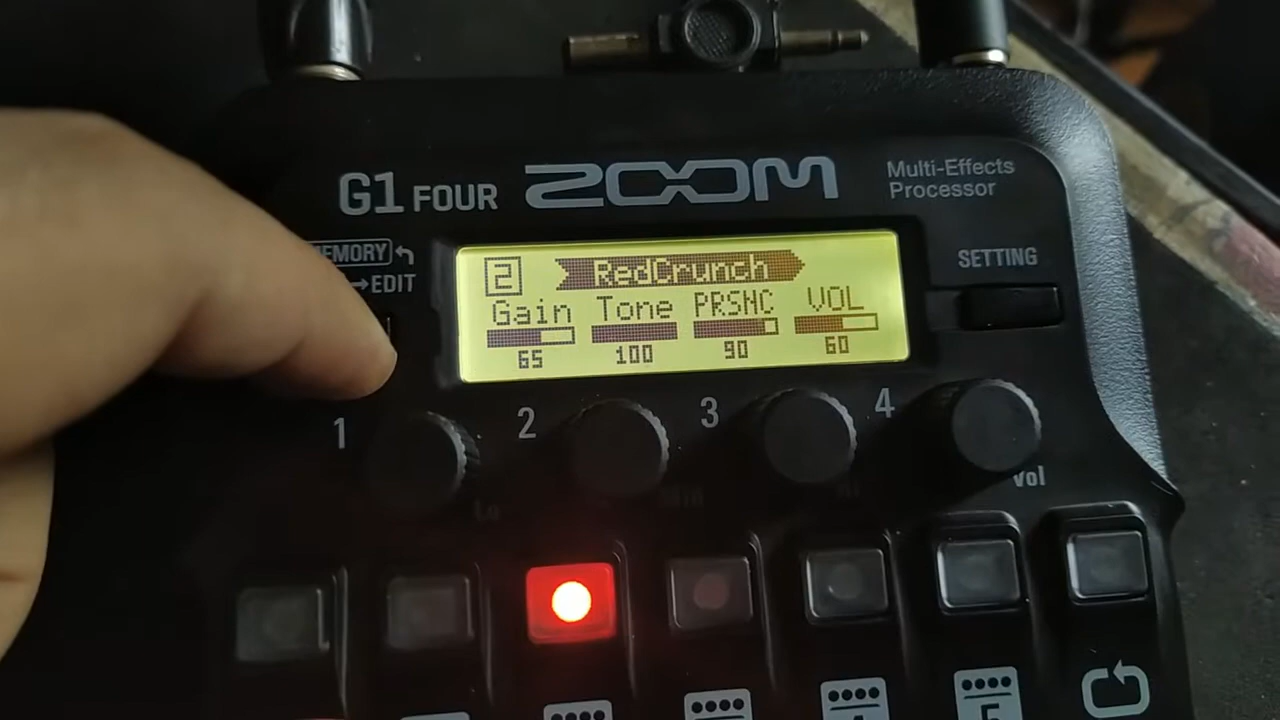 G1 FOUR ZOOM Multi-Effects
Processor
MEMORY
EDIT
SETTING
2 RedCrunch
Gain Tone PRSNC VOL
65 100 90 60
1 2 3 4
Lo Vol